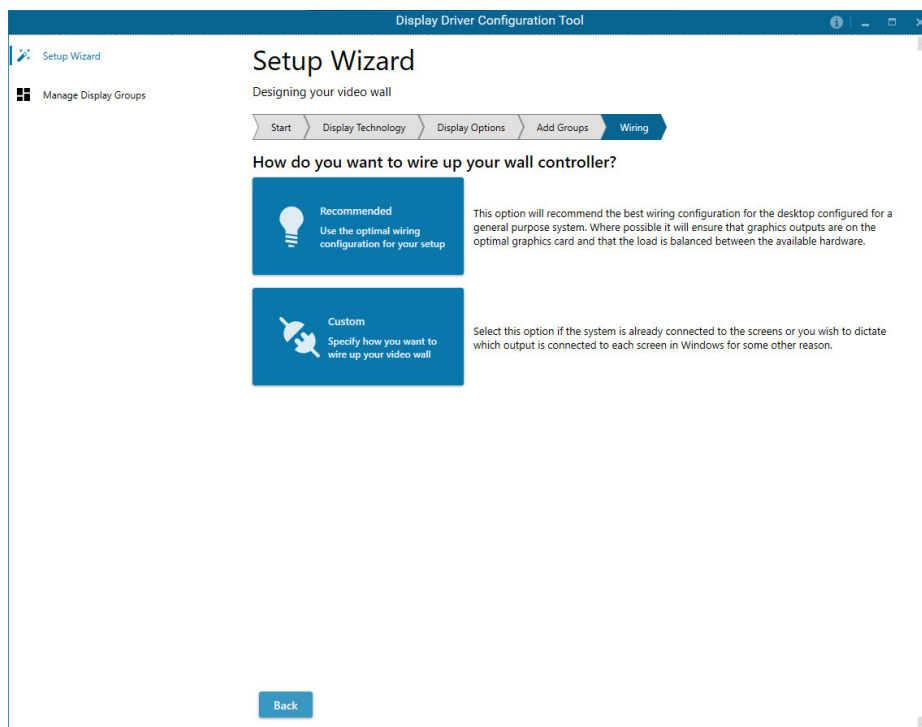 Display Driver Configuration Tool
Setup Wizard
Manage Display Groups
Setup Wizard
Designing your video wall
Start
Display Technology
Display Options
Add Groups
Wiring
How do you want to wire up your wall controller?
Recommended
Use the optimal wiring
configuration for your setup
This option will recommend the best wiring configuration for the desktop configured for a
general purpose system. Where possible it will ensure that graphics outputs are on the
optimal graphics card and that the load is balanced between the available hardware.
Custom
Specify how you want to
wire up your video wall
Select this option if the system is already connected to the screens or you wish to dictate
which output is connected to each screen in Windows for some other reason.
Back